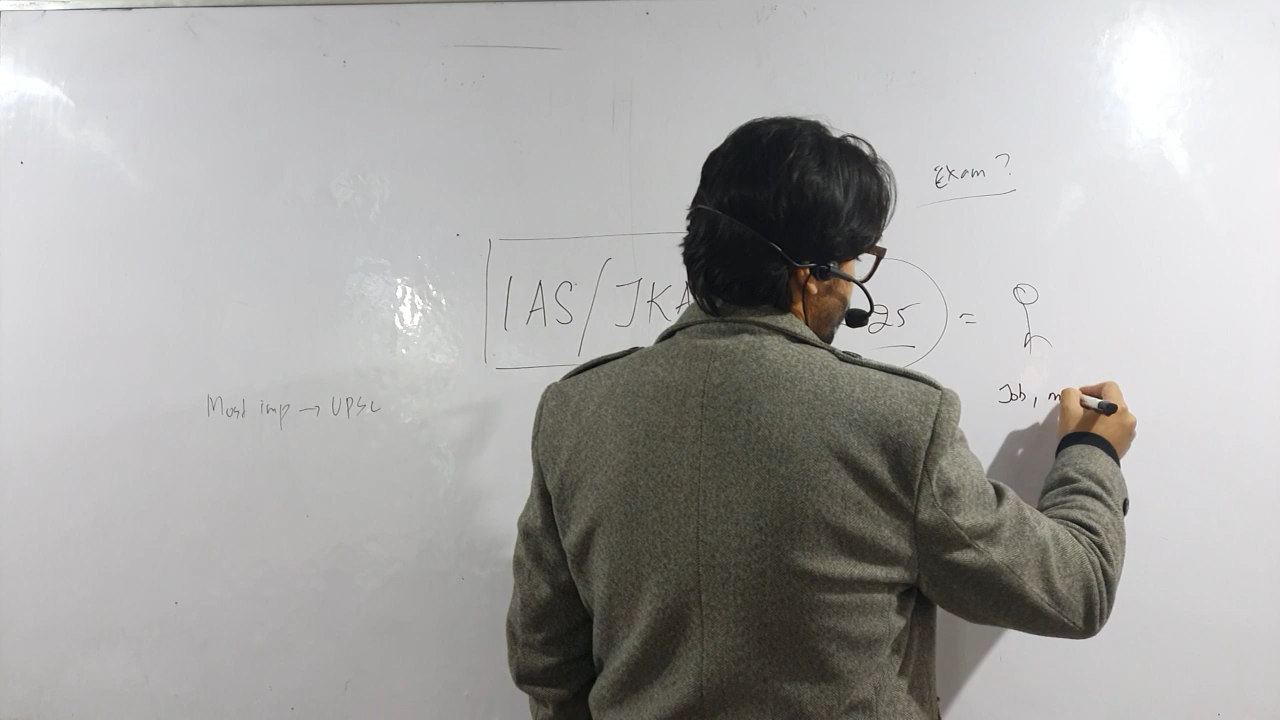 Exam ?
IAS/JKA 25 =
Job, m
Most imp → UPSC